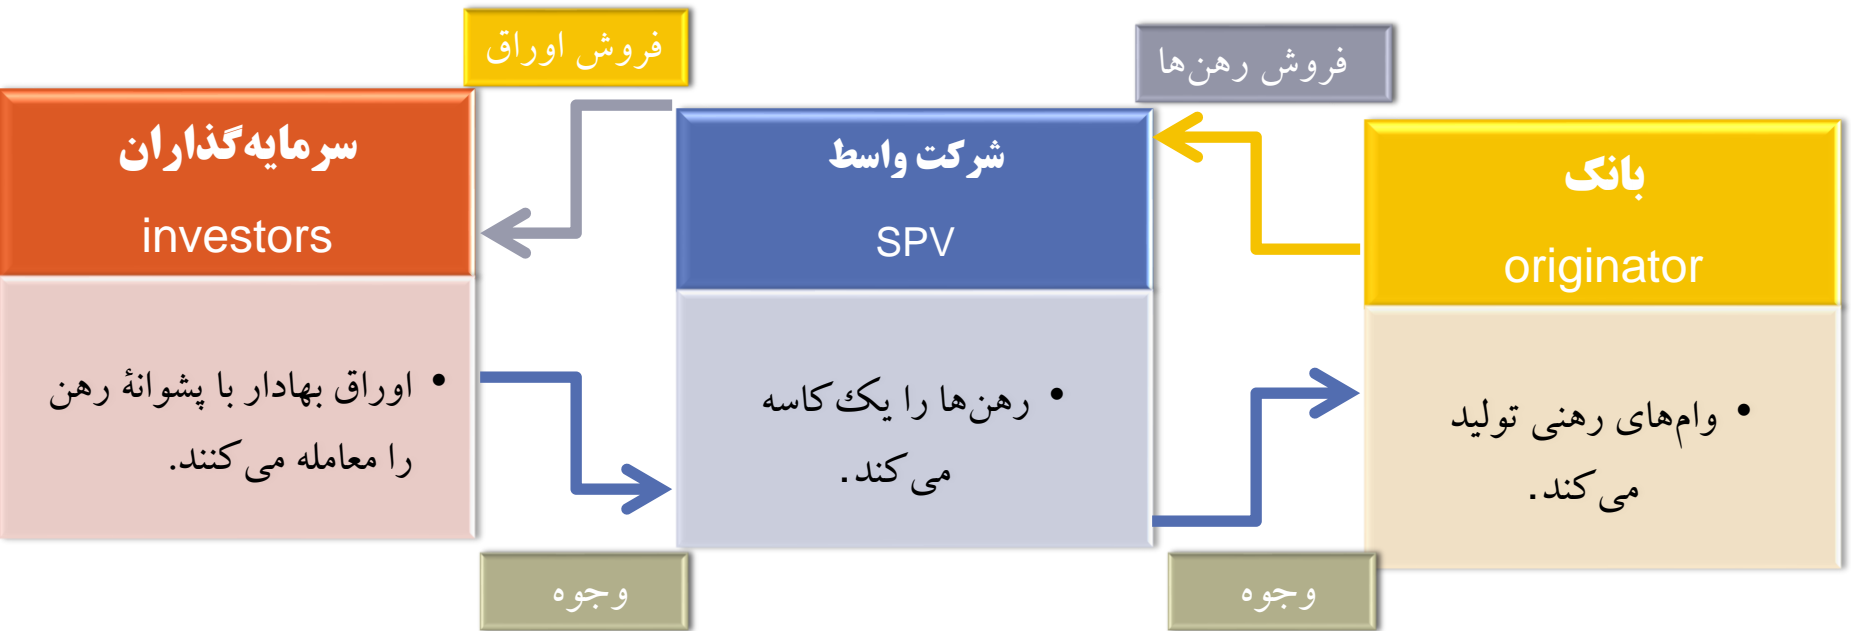 فروش رهن‌ها
فروش اوراق
بانک
originator
• وام‌های رهنی تولید
می‌کند.
شرکت واسط
SPV
• رهن‌ها را یک‌کاسه
می‌کند.
سرمایه‌گذاران
investors
• اوراق بهادار با پشوانهٔ رهن
را معامله می‌کنند.
وجوه
وجوه